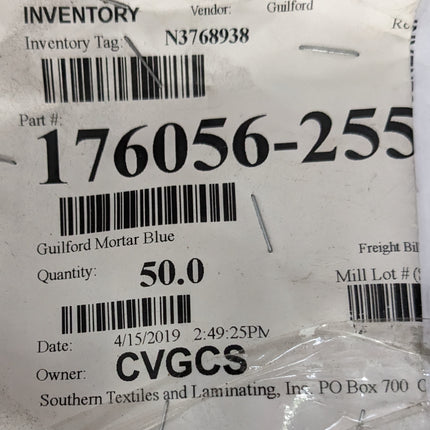 INVENTORY Vendor: Guilford
Inventory Tag: N3768938
Part #:
176056-255
Guilford Mortar Blue
Freight Bil
Quantity: 50.0
Mill Lot # (
Date: 4/15/2019 2:49:25PM
Owner: CVGCS
Southern Textiles and Laminating, Inc PO Box 700